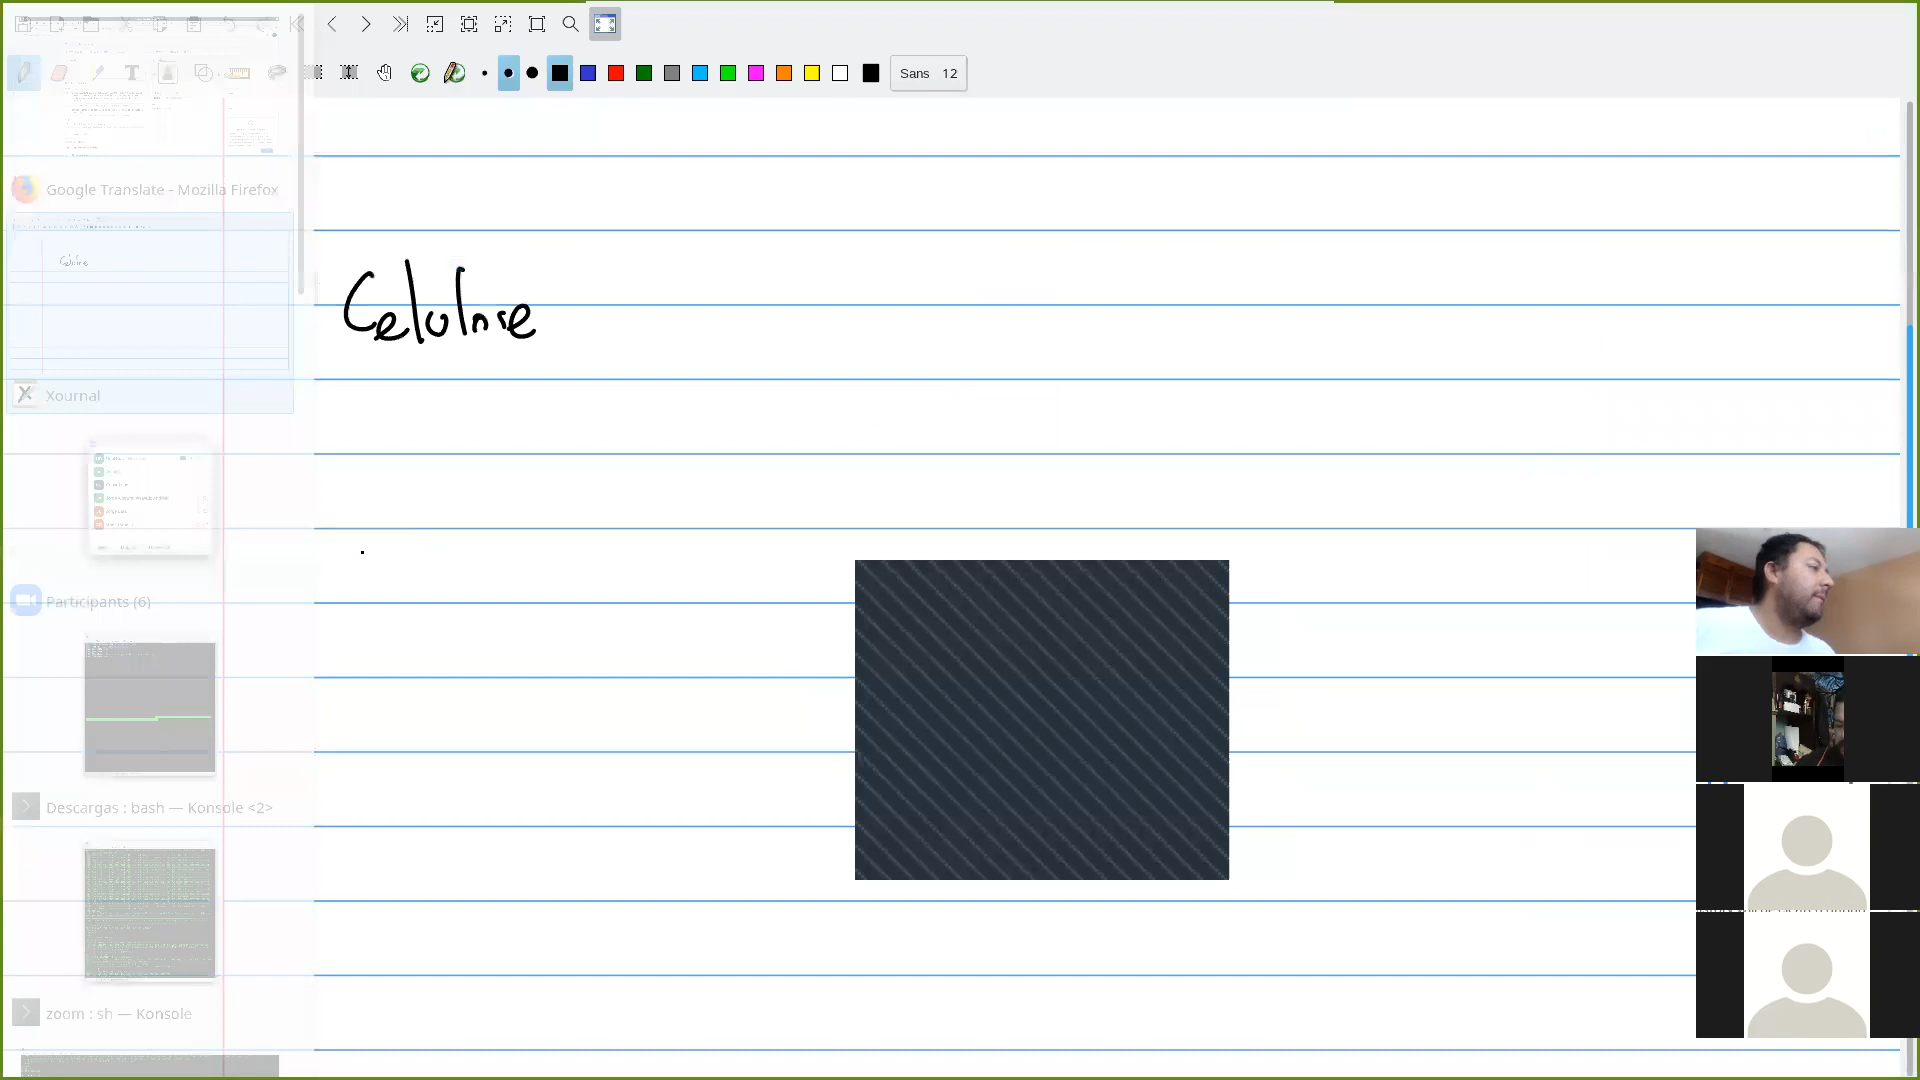 Sans 12
Google Translate - Mozilla Firefox
Celulose
Xournal
Participants (6)
Descargas : bash — Konsole <2>
zoom : sh — Konsole